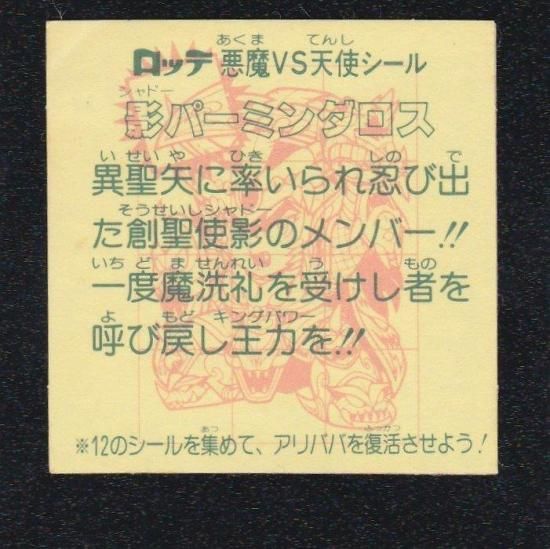 ロッテ 悪魔VS天使シール
影パーミンダロス
異聖矢に率いられ忍び出
た創聖使影のメンバー!!
一度魔洗礼を受けし者を
呼び戻し王力を!!
※12のシールを集めて、アリババを復活させよう!